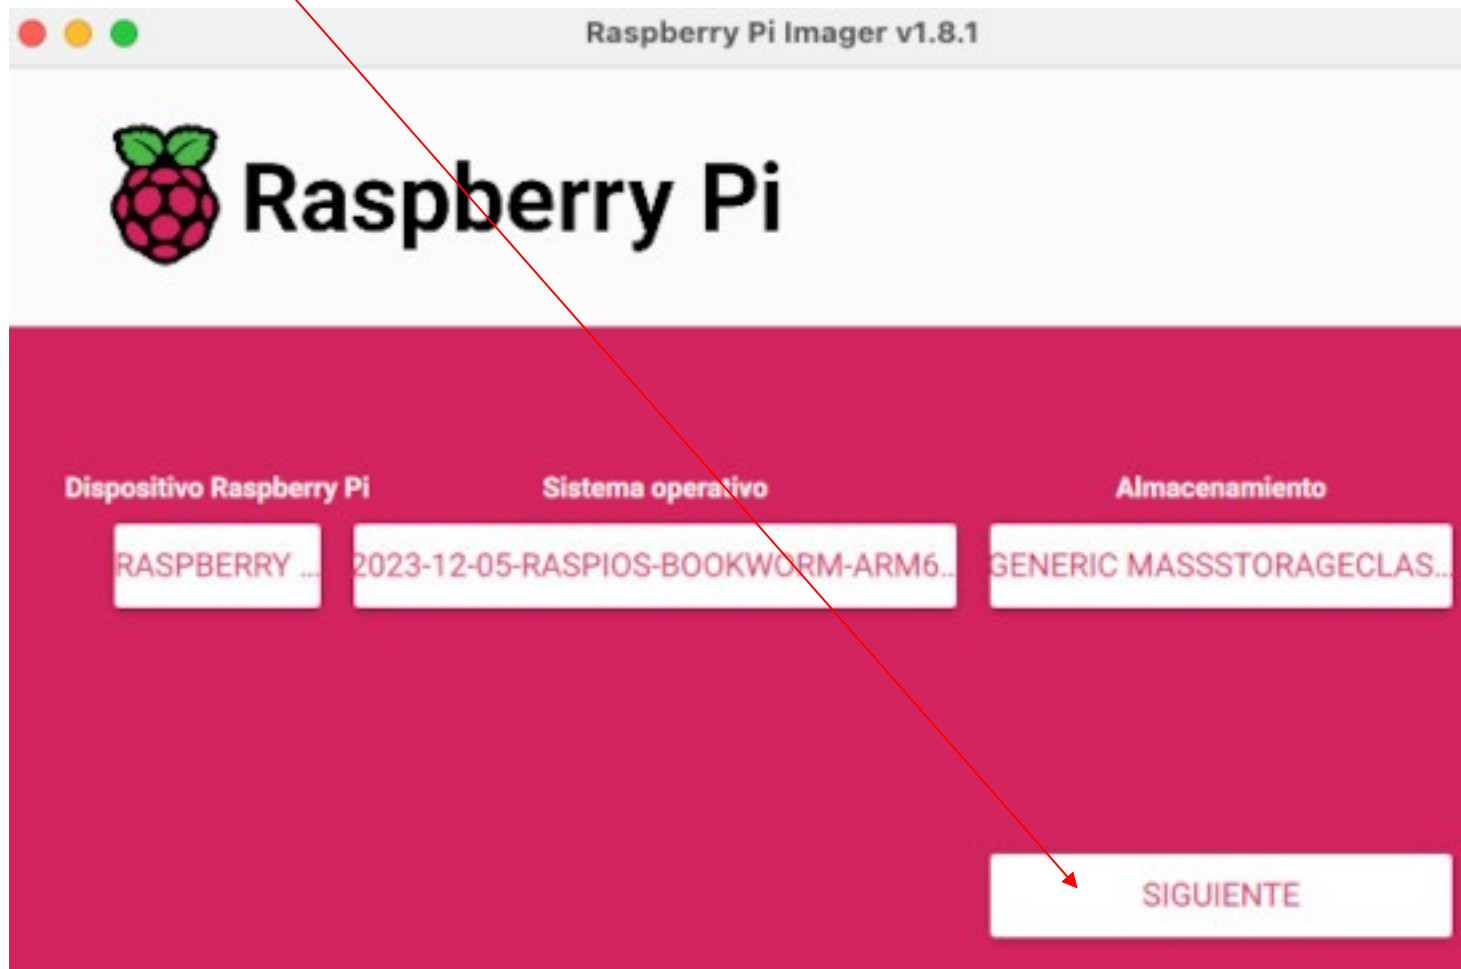 Raspberry Pi Imager v1.8.1
Raspberry Pi
Dispositivo Raspberry Pi
Sistema operativo
Almacenamiento
RASPBERRY ...
2023-12-05-RASPIOS-BOOKWORM-ARM6...
GENERIC MASSSTORAGECLAS...
SIGUIENTE